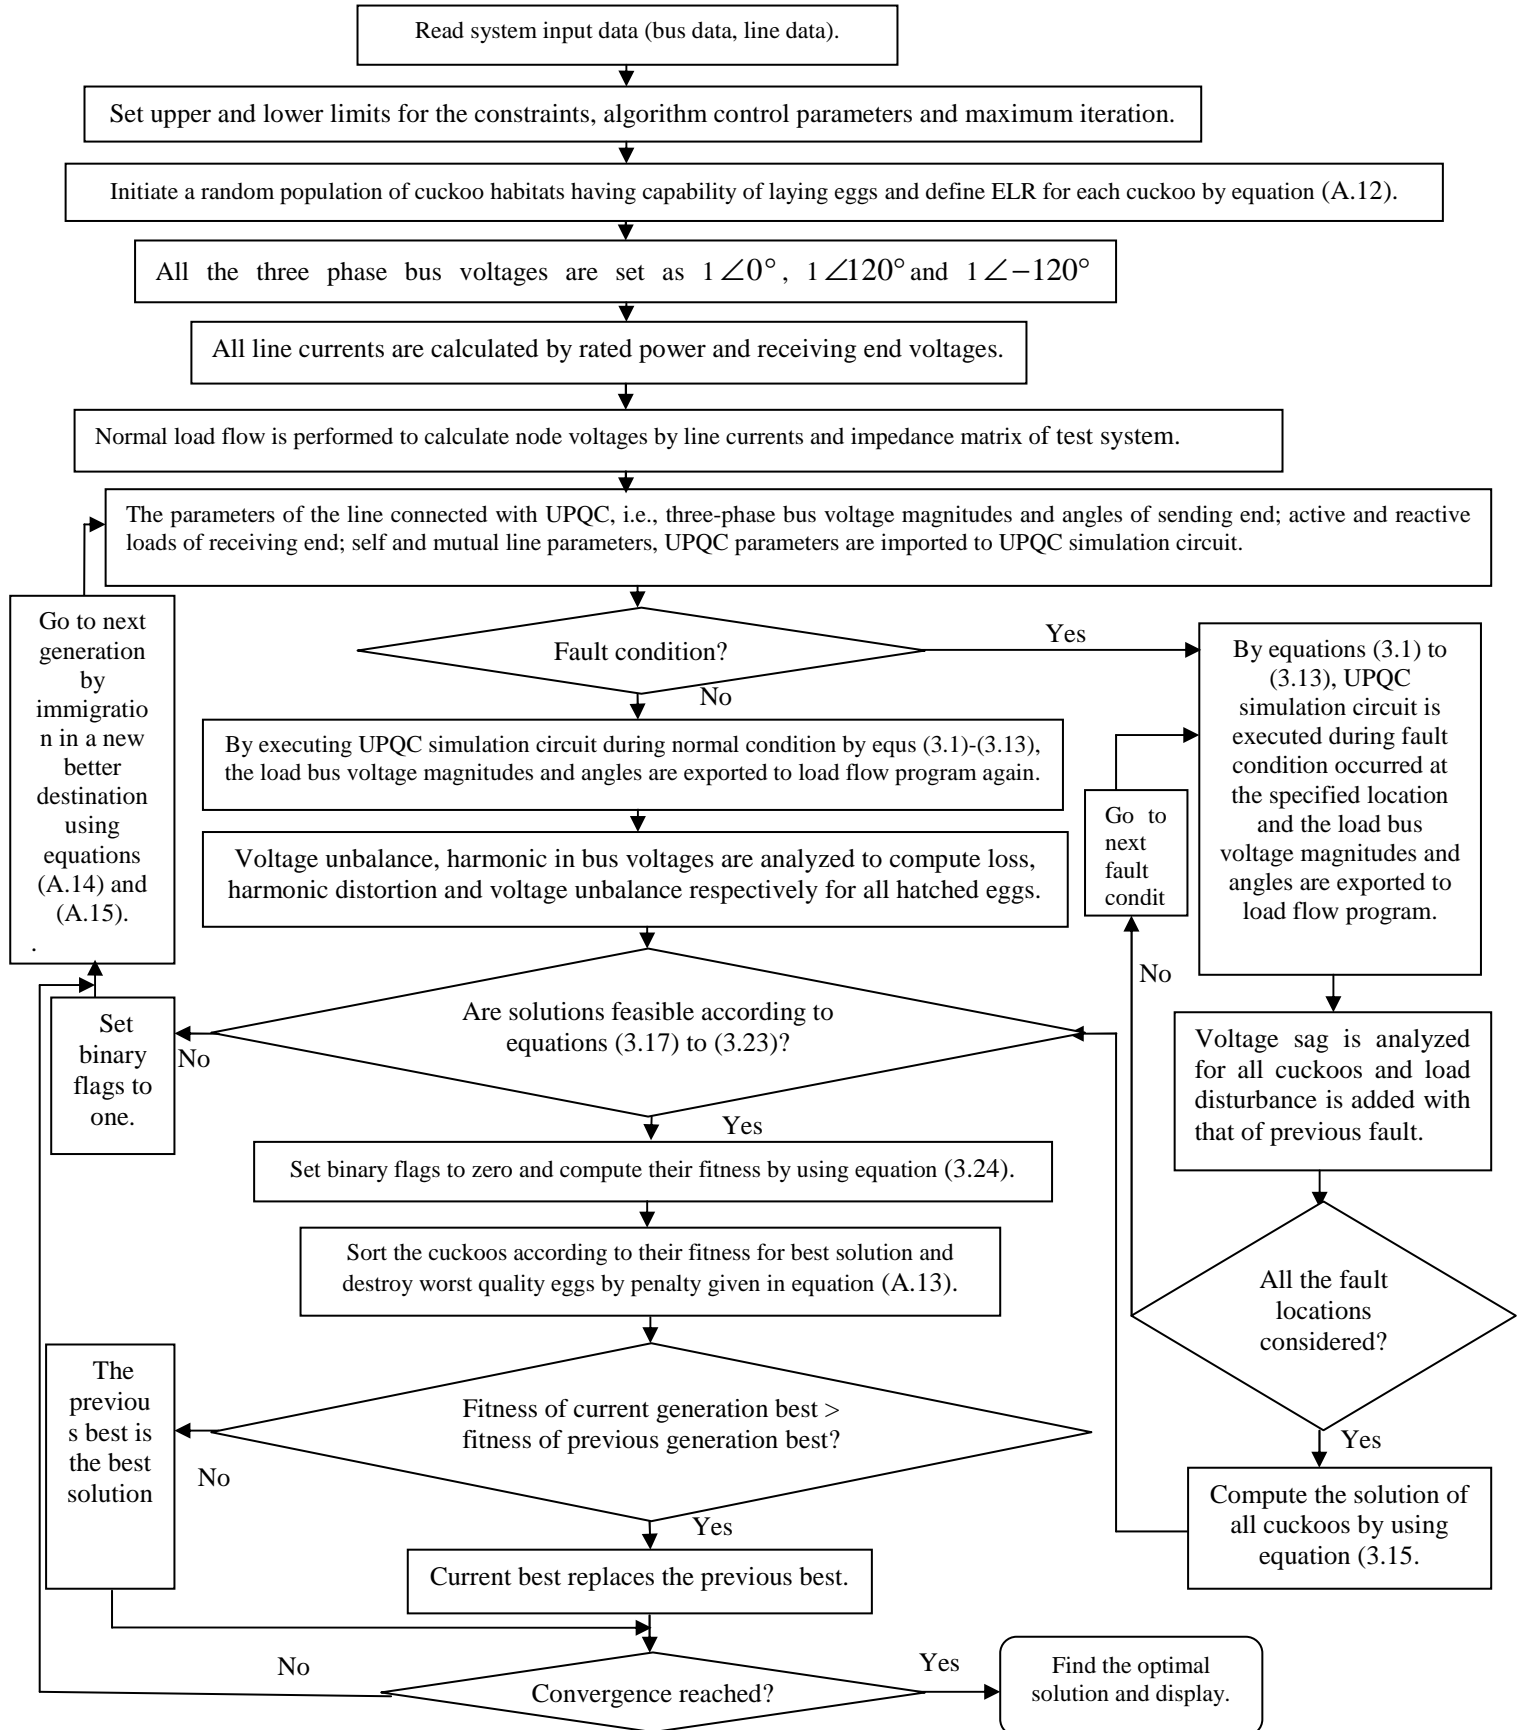 Read system input data (bus data, line data).
Set upper and lower limits for the constraints, algorithm control parameters and maximum iteration.
Initiate a random population of cuckoo habitats having capability of laying eggs and define ELR for each cuckoo by equation (A.12).
All the three phase bus voltages are set as 1∠0°, 1∠120° and 1∠−120°
All line currents are calculated by rated power and receiving end voltages.
Normal load flow is performed to calculate node voltages by line currents and impedance matrix of test system.
The parameters of the line connected with UPQC, i.e., three-phase bus voltage magnitudes and angles of sending end; active and reactive
loads of receiving end; self and mutual line parameters, UPQC parameters are imported to UPQC simulation circuit.
Go to next
generation
by
immigratio
n in a new
better
destination
using
equations
(A.14) and
(A.15).
.
Fault condition?
Yes
No
By equations (3.1) to
(3.13), UPQC
simulation circuit is
executed during fault
condition occurred at
the specified location
and the load bus
voltage magnitudes and
angles are exported to
load flow program.
By executing UPQC simulation circuit during normal condition by equs (3.1)-(3.13),
the load bus voltage magnitudes and angles are exported to load flow program again.
Go to
next
fault
condit
Voltage unbalance, harmonic in bus voltages are analyzed to compute loss,
harmonic distortion and voltage unbalance respectively for all hatched eggs.
No
Are solutions feasible according to
equations (3.17) to (3.23)?
No
Set
binary
flags to
one.
Voltage sag is analyzed
for all cuckoos and load
disturbance is added with
that of previous fault.
Yes
Set binary flags to zero and compute their fitness by using equation (3.24).
Sort the cuckoos according to their fitness for best solution and
destroy worst quality eggs by penalty given in equation (A.13).
All the fault
locations
considered?
Yes
The
previou
s best is
the best
solution
Fitness of current generation best >
fitness of previous generation best?
No
Yes
Compute the solution of
all cuckoos by using
equation (3.15.
Current best replaces the previous best.
No
Convergence reached?
Yes
Find the optimal
solution and display.